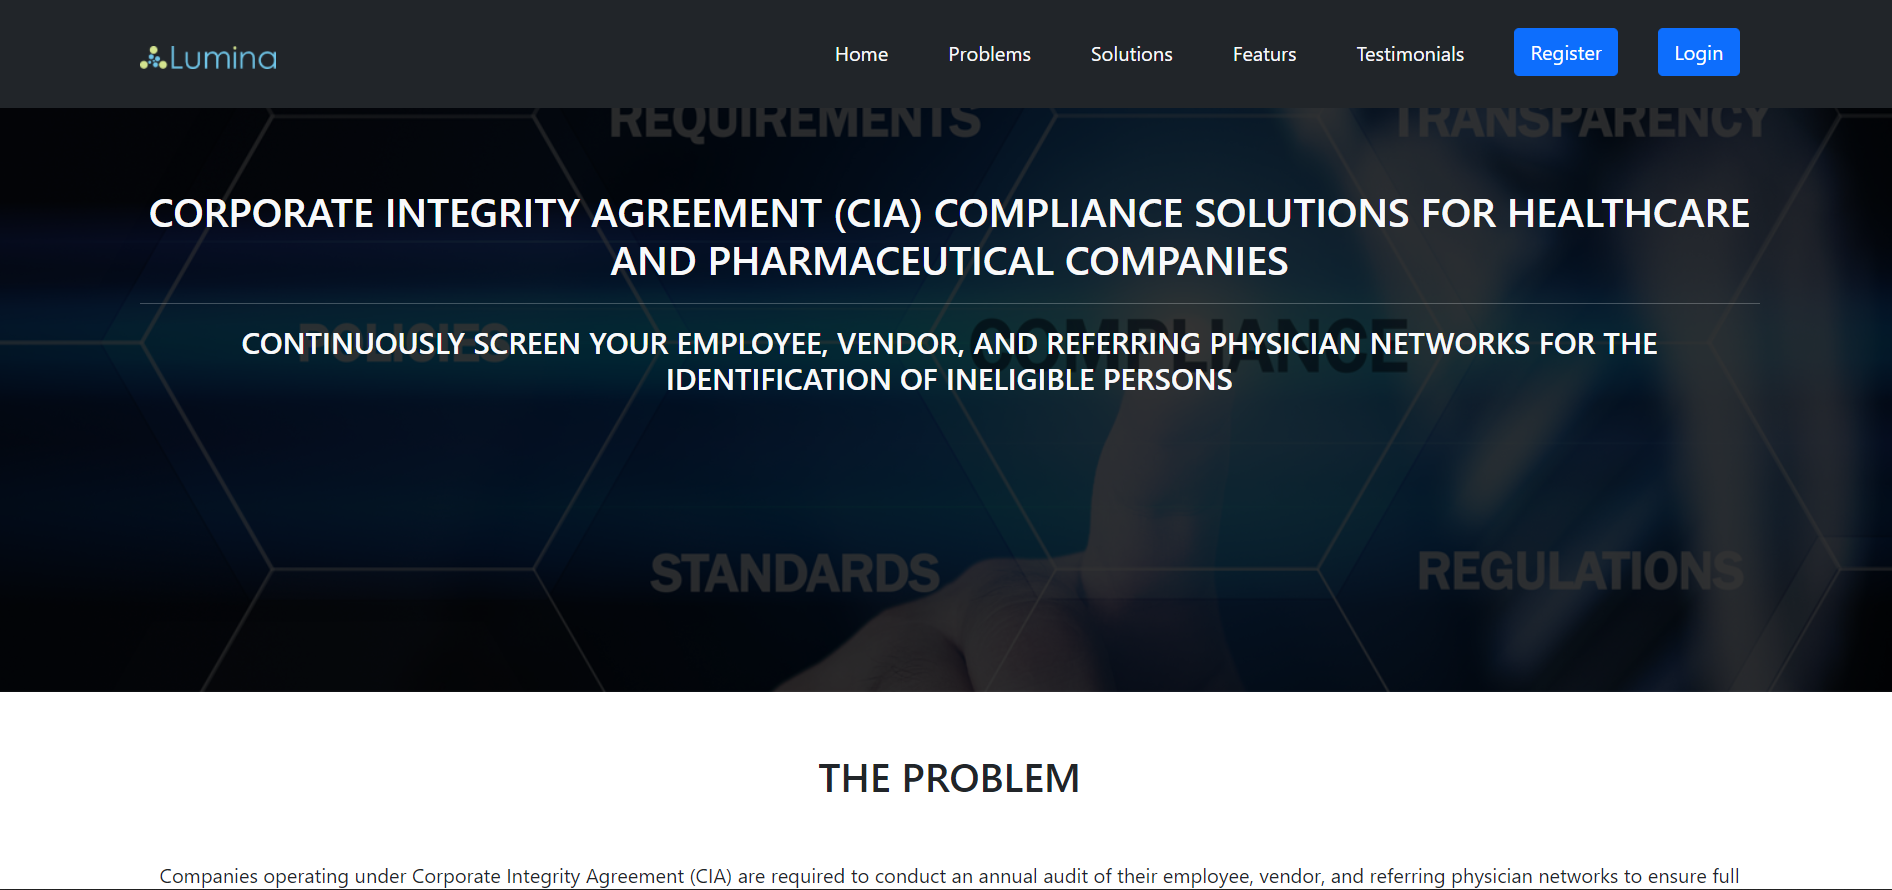 Lumina
Home Problems Solutions Featurs Testimonials Register Login
REQUIREMENTS TRANSPARENCY
CORPORATE INTEGRITY AGREEMENT (CIA) COMPLIANCE SOLUTIONS FOR HEALTHCARE
AND PHARMACEUTICAL COMPANIES
POLICIES COMPLIANCE
CONTINUOUSLY SCREEN YOUR EMPLOYEE, VENDOR, AND REFERRING PHYSICIAN NETWORKS FOR THE
IDENTIFICATION OF INELIGIBLE PERSONS
STANDARDS REGULATIONS
THE PROBLEM
Companies operating under Corporate Integrity Agreement (CIA) are required to conduct an annual audit of their employee, vendor, and referring physician networks to ensure full